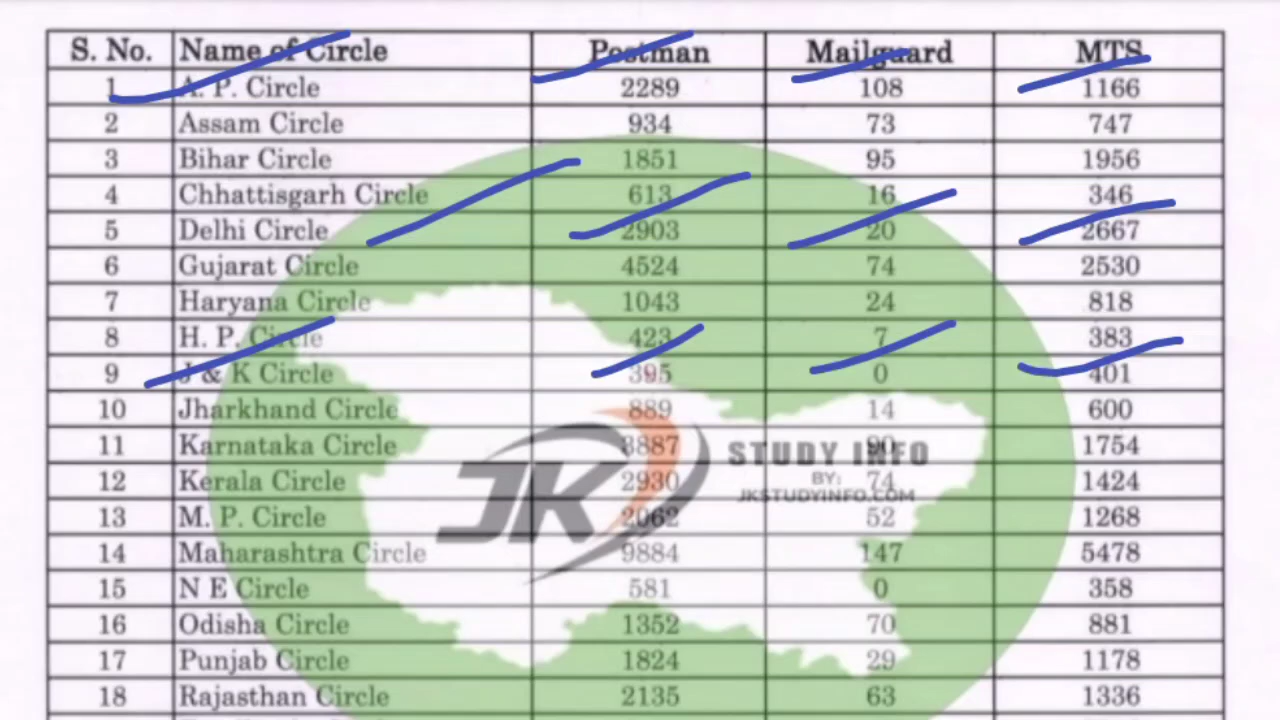 S. No. Name of Circle Postman Mailguard MTS
1 A. P. Circle 2289 108 1166
2 Assam Circle 934 73 747
3 Bihar Circle 1851 95 1956
4 Chhattisgarh Circle 613 16 346
5 Delhi Circle 2903 20 2667
6 Gujarat Circle 4524 74 2530
7 Haryana Circle 1043 24 818
8 H. P. Circle 423 7 383
9 J & K Circle 395 0 401
10 Jharkhand Circle 889 14 600
11 Karnataka Circle 3887 90 1754
12 Kerala Circle 2930 74 1424
13 M. P. Circle 2062 52 1268
14 Maharashtra Circle 9884 147 5478
15 N E Circle 581 0 358
16 Odisha Circle 1352 70 881
17 Punjab Circle 1824 29 1178
18 Rajasthan Circle 2135 63 1336
JK STUDY INFO
BY:
JKSTUDYINFO.COM